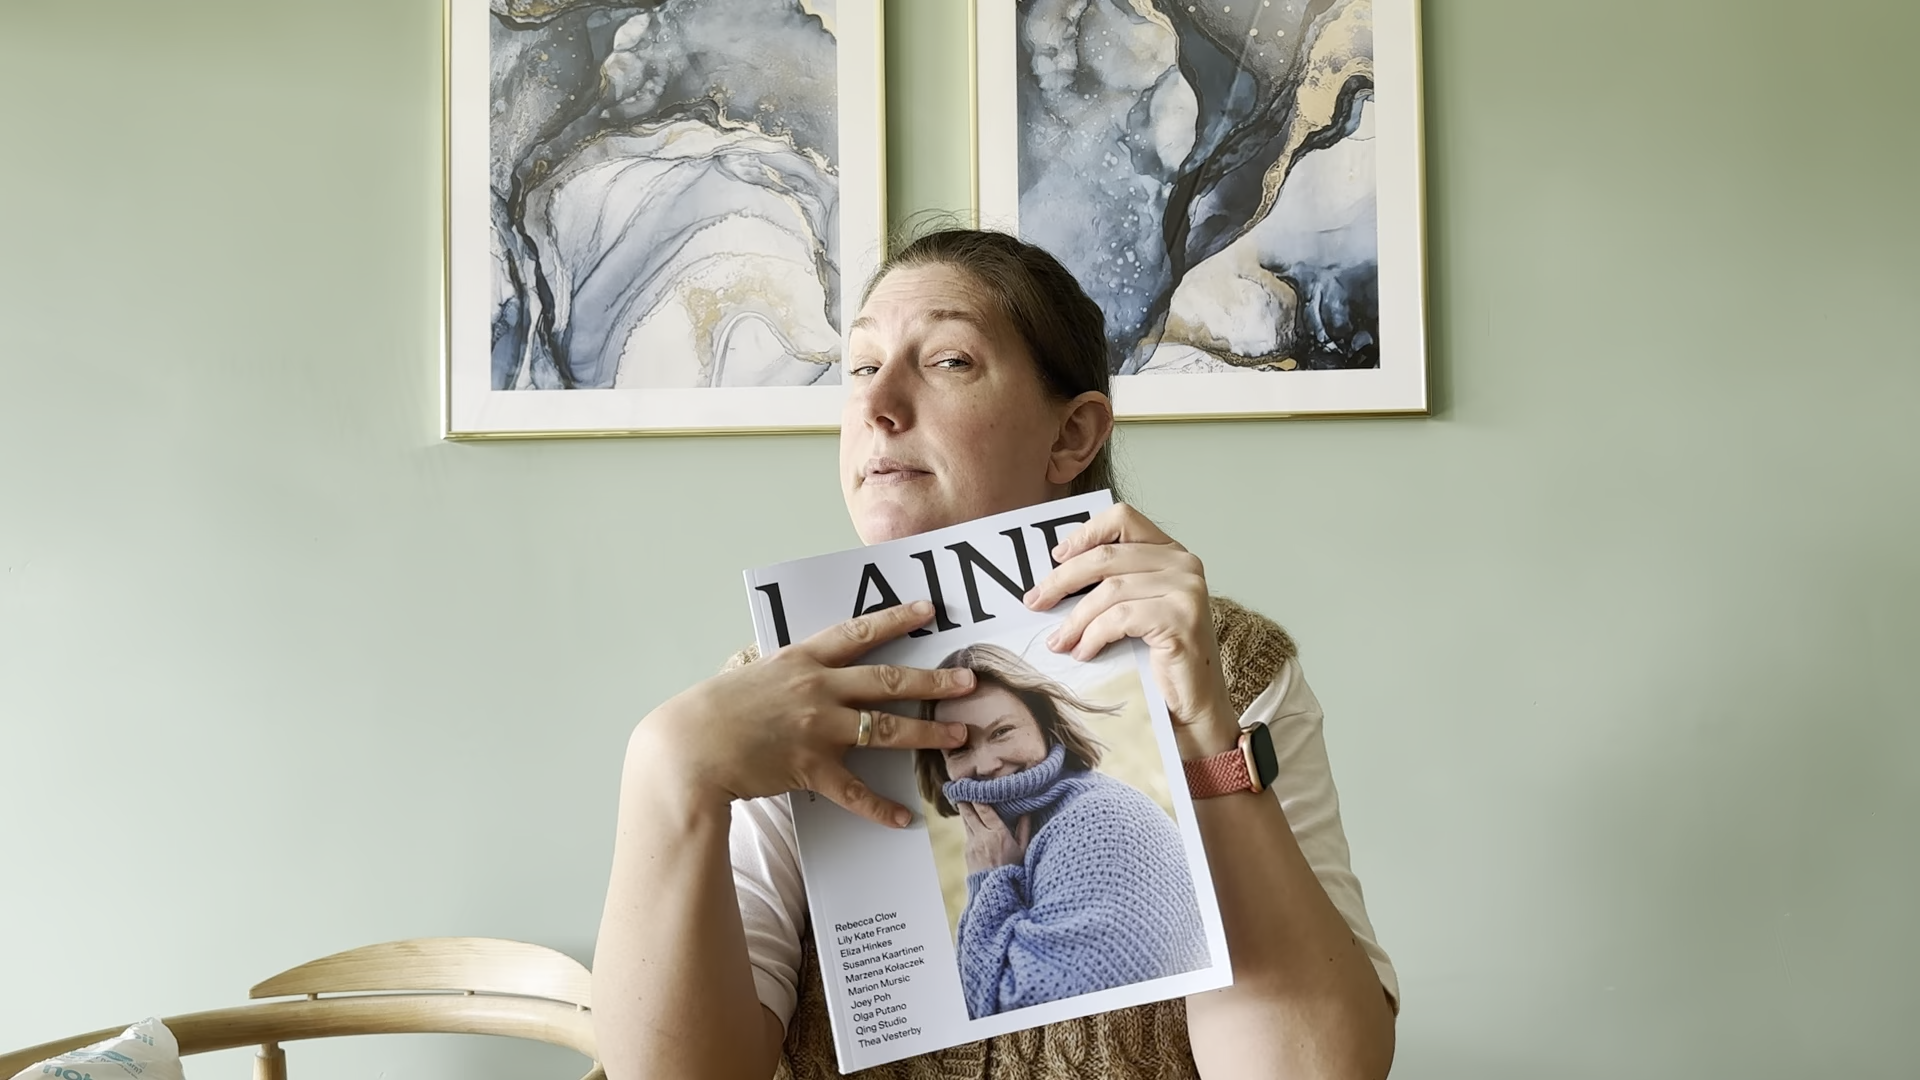 LAINE
Rebecca Clow
Lily Kate France
Eliza Hinkes
Susanna Kaartinen
Marzena Kołaczek
Marion Mursic
Joey Poh
Olga Putano
Qing Studio
Thea Vesterby